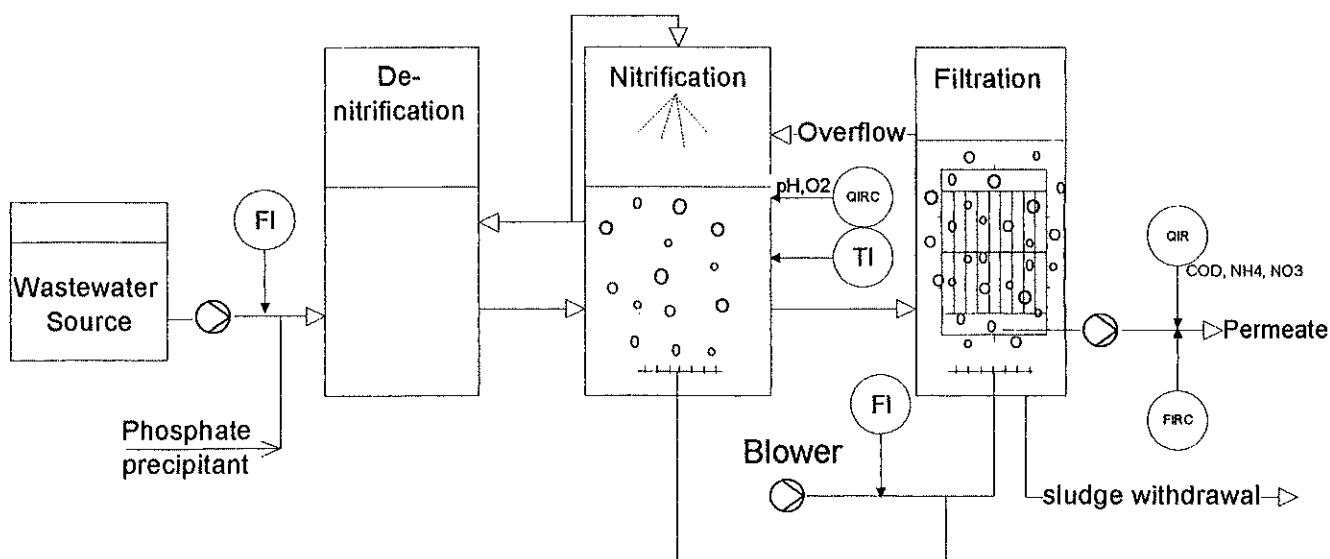 De-
nitrification
Nitrification
Filtration
Overflow
pH,O2
QIRC
TI
FI
Wastewater
Source
QIR
COD, NH4, NO3
Permeate
FIRC
FI
Phosphate
precipitant
Blower
sludge withdrawal